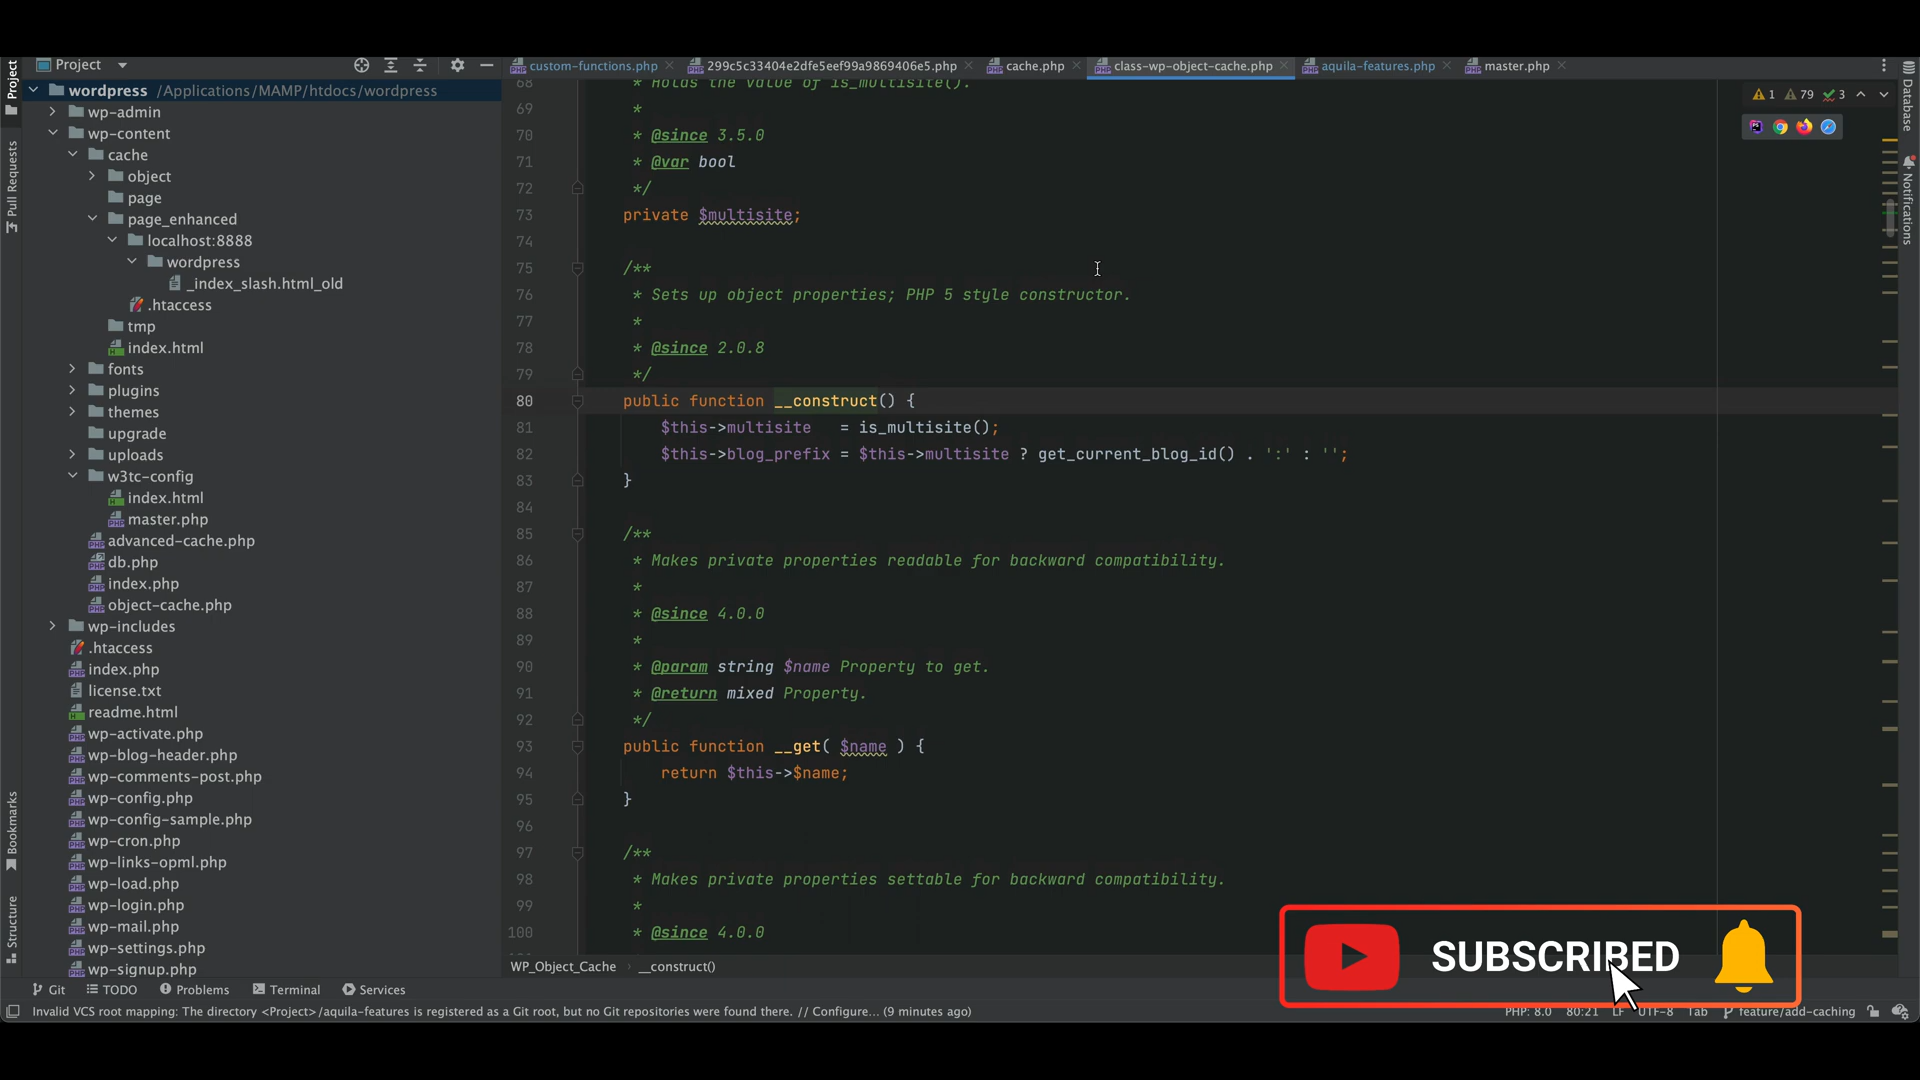 Project
wordpress /Applications/MAMP/htdocs/wordpress
wp-admin
wp-content
cache
object
page
page_enhanced
localhost:8888
wordpress
_index_slash.html_old
.htaccess
tmp
index.html
fonts
plugins
themes
upgrade
uploads
w3tc-config
index.html
master.php
advanced-cache.php
db.php
index.php
object-cache.php
wp-includes
.htaccess
index.php
license.txt
readme.html
wp-activate.php
wp-blog-header.php
wp-comments-post.php
wp-config.php
wp-config-sample.php
wp-cron.php
wp-links-opml.php
wp-load.php
wp-login.php
wp-mail.php
wp-settings.php
wp-signup.php
Project
Pull Requests
Bookmarks
Structure
custom-functions.php
299c5c33404e2dfe5eef99a9869406e5.php
cache.php
class-wp-object-cache.php
aquila-features.php
master.php
1 79 3
68 * Holds the value of is_multisite().
69 *
70 * @since 3.5.0
71 * @var bool
72 */
73 private $multisite;
74
75 /**
76 * Sets up object properties; PHP 5 style constructor.
77 *
78 * @since 2.0.8
79 */
80 public function __construct() {
81 $this->multisite = is_multisite();
82 $this->blog_prefix = $this->multisite ? get_current_blog_id() . ':' : '';
83 }
84
85 /**
86 * Makes private properties readable for backward compatibility.
87 *
88 * @since 4.0.0
89 *
90 * @param string $name Property to get.
91 * @return mixed Property.
92 */
93 public function __get( $name ) {
94 return $this->$name;
95 }
96
97 /**
98 * Makes private properties settable for backward compatibility.
99 *
100 * @since 4.0.0
Database
Notifications
WP_Object_Cache › __construct()
SUBSCRIBED
Git TODO Problems Terminal Services
Invalid VCS root mapping: The directory <Project>/aquila-features is registered as a Git root, but no Git repositories were found there. // Configure... (9 minutes ago)
PHP: 8.0 80:21 LF UTF-8 Tab feature/add-caching